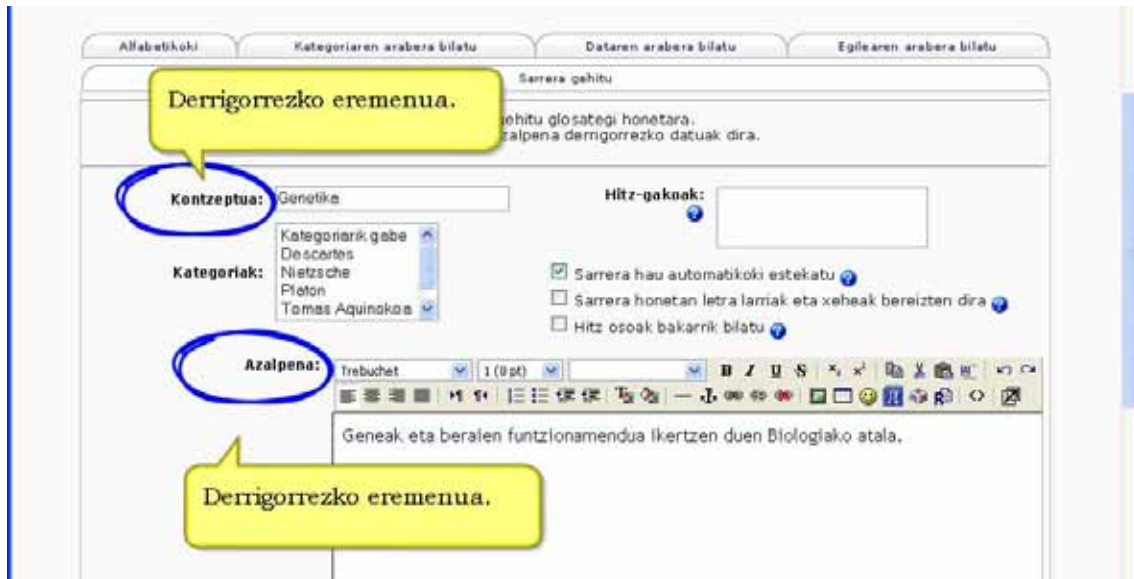 Alfabetikoki Kategoriaren arabera bilatu Dataren arabera bilatu Egilearen arabera bilatu
Sarrera gehitu
Derrigorrezko eremenua.
gehitu glosategi honetara.
azalpena derrigorrezko datuak dira.
Kontzeptua: Genetika
Hitz-gakoak:
Kategoriak:
Kategoriarik gabe
Descartes
Nietzsche
Platon
Tomas Aquinokoa
Sarrera hau automatikoki estekatu
Sarrera honetan letra larriak eta xeheak bereizten dira
Hitz osoak bakarrik bilatu
Azalpena:
Trebuchet 1 (8 pt) B I U S
Geneak eta beraien funtzionamendua ikertzen duen Biologiako atala.
Derrigorrezko eremenua.